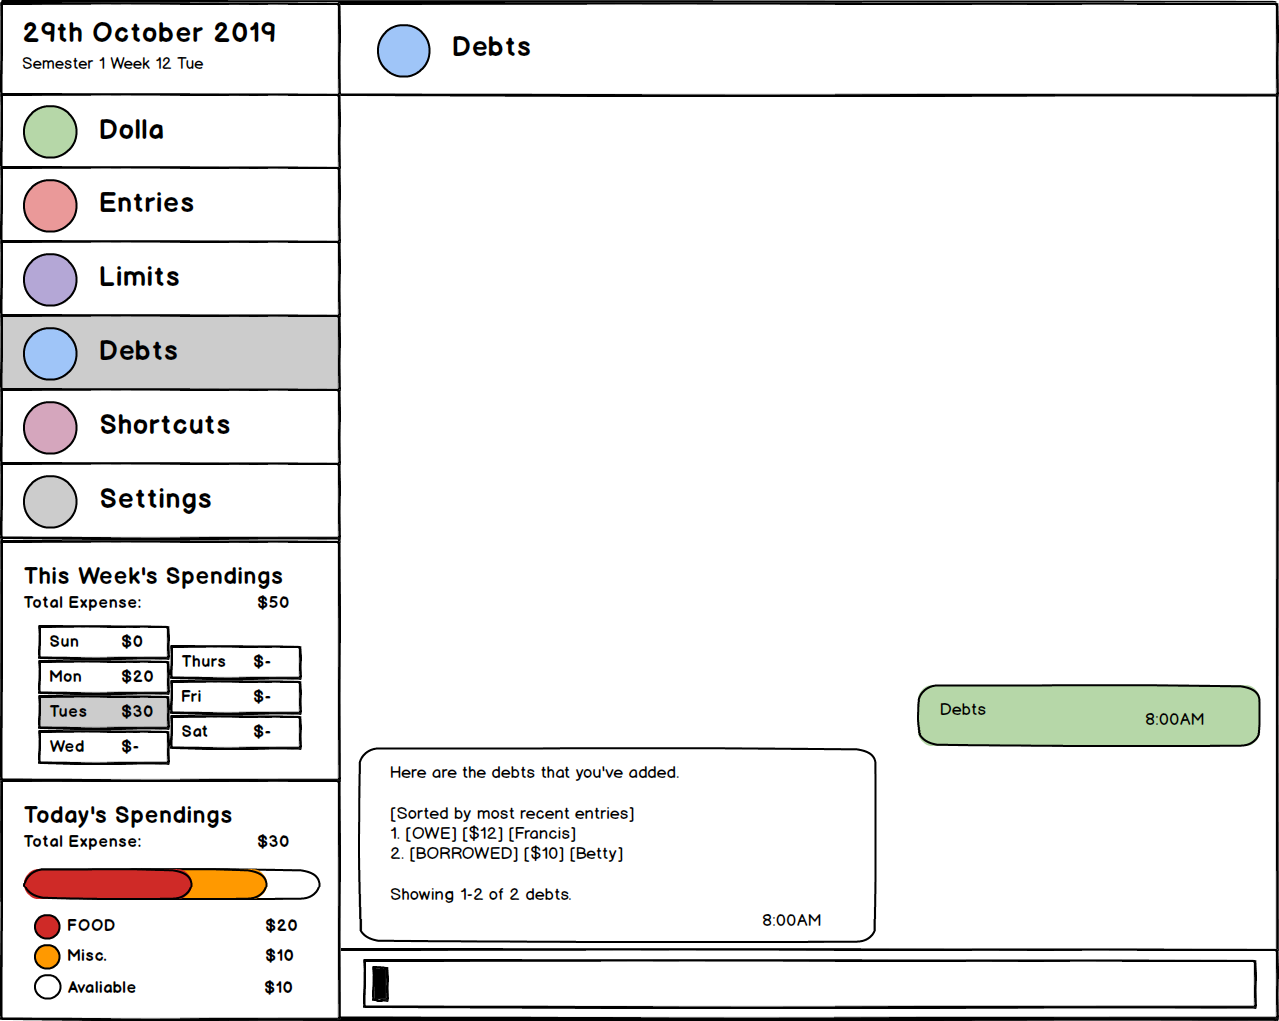 29th October 2019
Semester 1 Week 12 Tue
Dolla
Entries
Limits
Debts
Shortcuts
Settings
This Week's Spendings
Total Expense: $50
Sun $0
Mon $20
Tues $30
Wed $-
Thurs $-
Fri $-
Sat $-
Today's Spendings
Total Expense: $30
FOOD $20
Misc. $10
Avaliable $10
Debts
Debts
8:00AM
Here are the debts that you've added.
[Sorted by most recent entries]
1. [OWE] [$12] [Francis]
2. [BORROWED] [$10] [Betty]
Showing 1-2 of 2 debts.
8:00AM